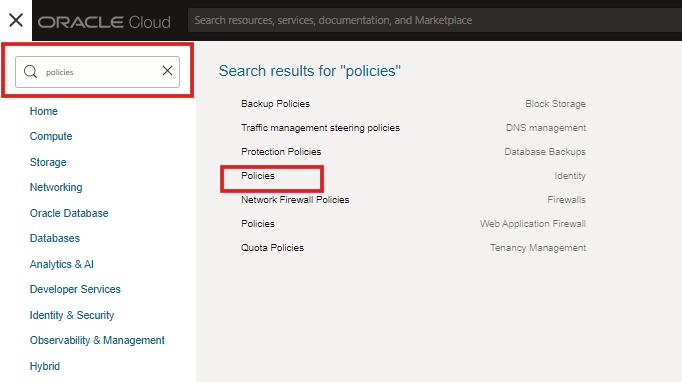 ORACLE Cloud
Search resources, services, documentation, and Marketplace
policies
Home
Compute
Storage
Networking
Oracle Database
Databases
Analytics & AI
Developer Services
Identity & Security
Observability & Management
Hybrid
Search results for "policies"
Backup Policies Block Storage
Traffic management steering policies DNS management
Protection Policies Database Backups
Policies Identity
Network Firewall Policies Firewalls
Policies Web Application Firewall
Quota Policies Tenancy Management